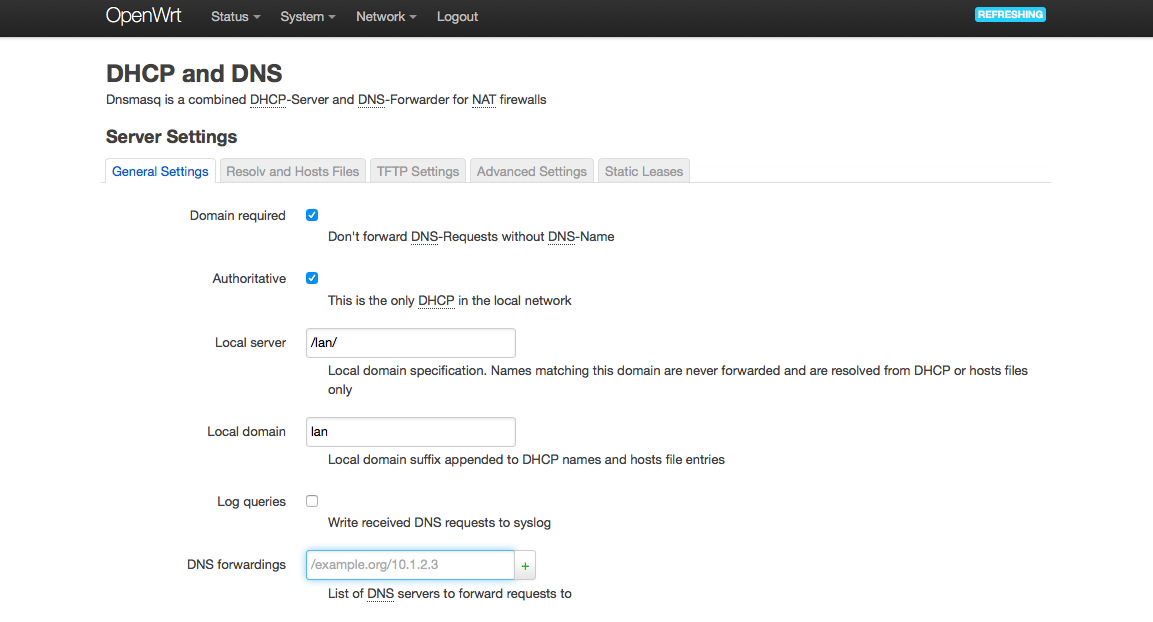 OpenWrt Status System Network Logout REFRESHING
DHCP and DNS
Dnsmasq is a combined DHCP-Server and DNS-Forwarder for NAT firewalls
Server Settings
General Settings Resolv and Hosts Files TFTP Settings Advanced Settings Static Leases
Domain required
Don't forward DNS-Requests without DNS-Name
Authoritative
This is the only DHCP in the local network
Local server /lan/
Local domain specification. Names matching this domain are never forwarded and are resolved from DHCP or hosts files
only
Local domain lan
Local domain suffix appended to DHCP names and hosts file entries
Log queries
Write received DNS requests to syslog
DNS forwardings /example.org/10.1.2.3 +
List of DNS servers to forward requests to